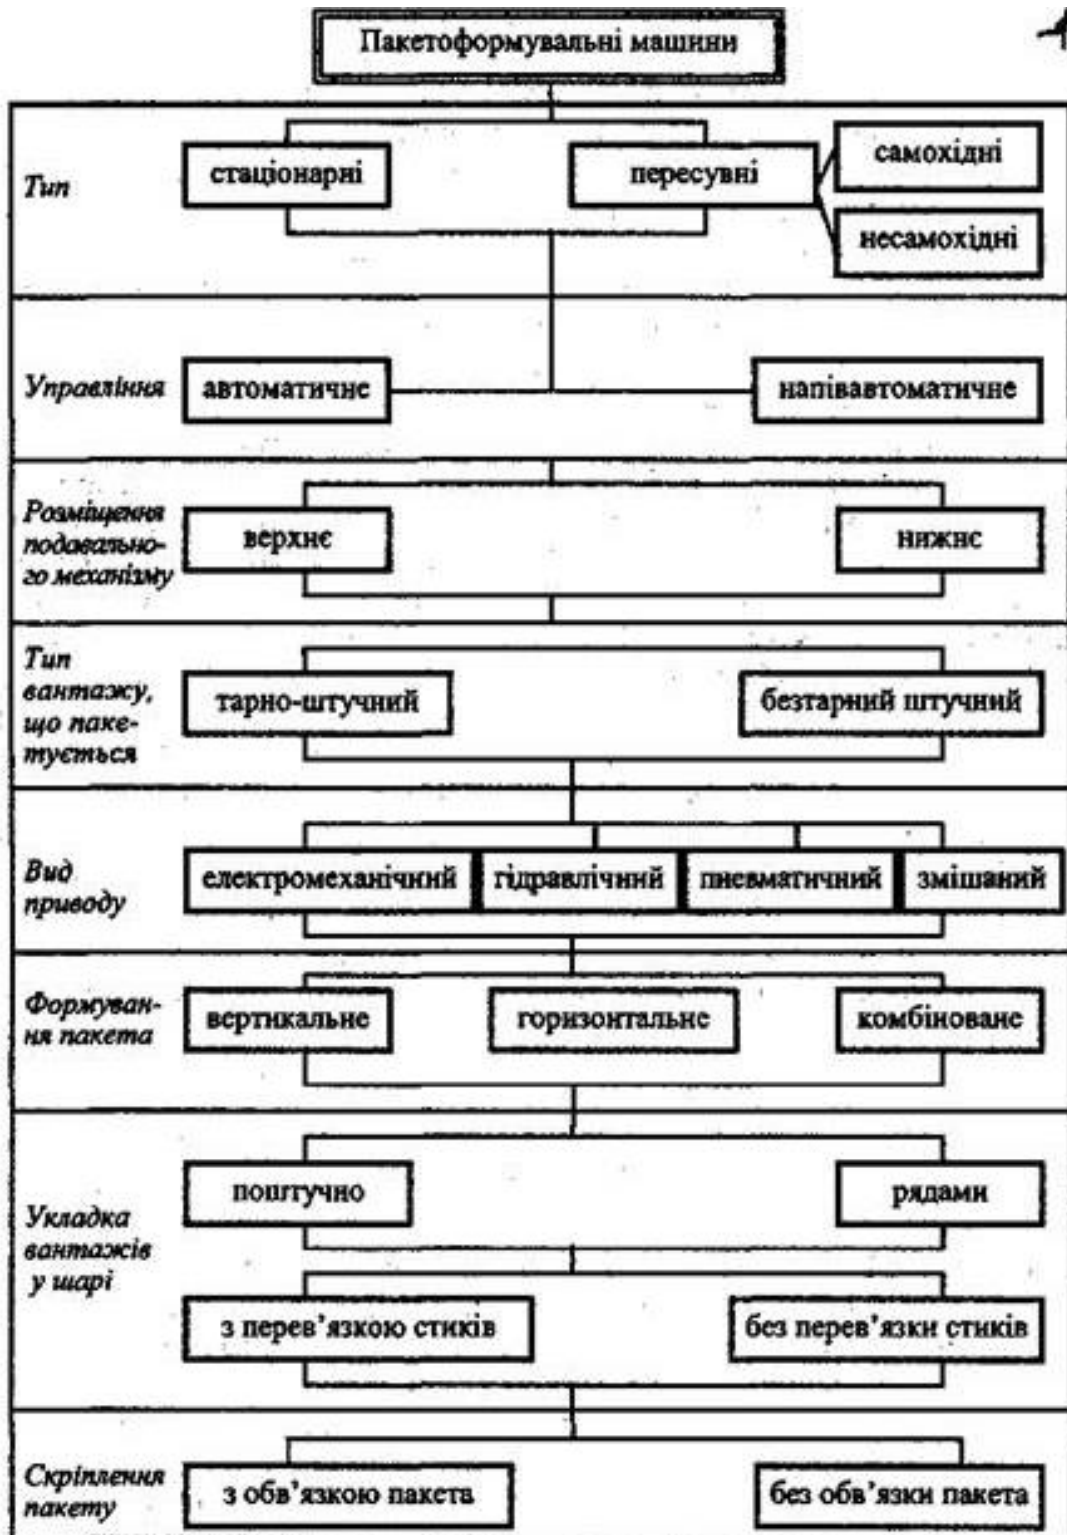 Пакетоформувальні машини
Тип
стаціонарні
пересувні
самохідні
несамохідні
Управління
автоматичне
напівавтоматичне
Розміщення
подавально-
го механізму
верхнє
нижнє
Тип
вантажу,
що паке-
тується
тарно-штучний
безтарний штучний
Вид
приводу
електромеханічний
гідравлічний
пневматичний
змішаний
Формуван-
ня пакета
вертикальне
горизонтальне
комбіноване
Укладка
вантажів
у шарі
поштучно
рядами
з перев’язкою стиків
без перев’язки стиків
Скріплення
пакету
з обв’язкою пакета
без обв’язки пакета